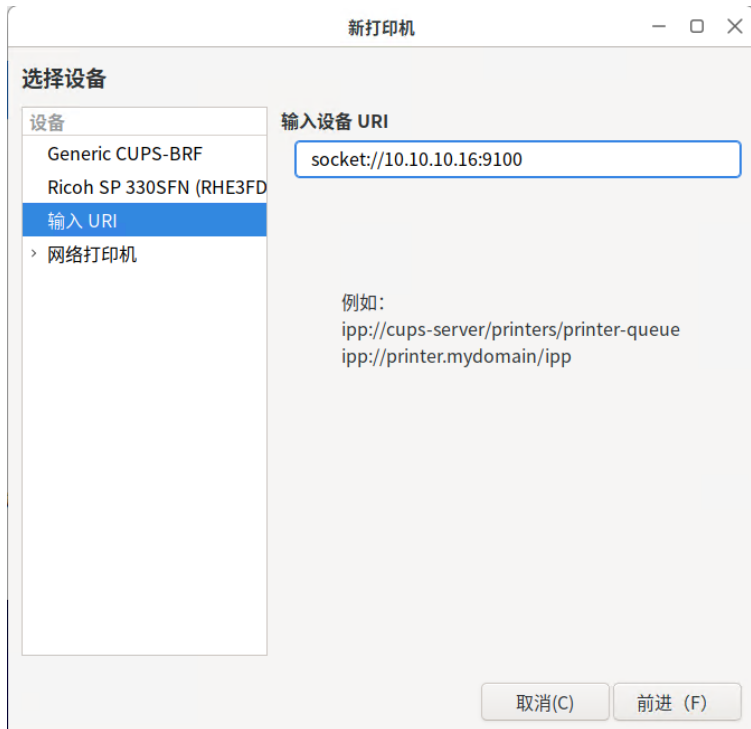 新打印机
选择设备
设备
Generic CUPS-BRF
Ricoh SP 330SFN (RHE3FD
输入 URI
网络打印机
输入设备 URI
socket://10.10.10.16:9100
例如：
ipp://cups-server/printers/printer-queue
ipp://printer.mydomain/ipp
取消(C)
前进（F）